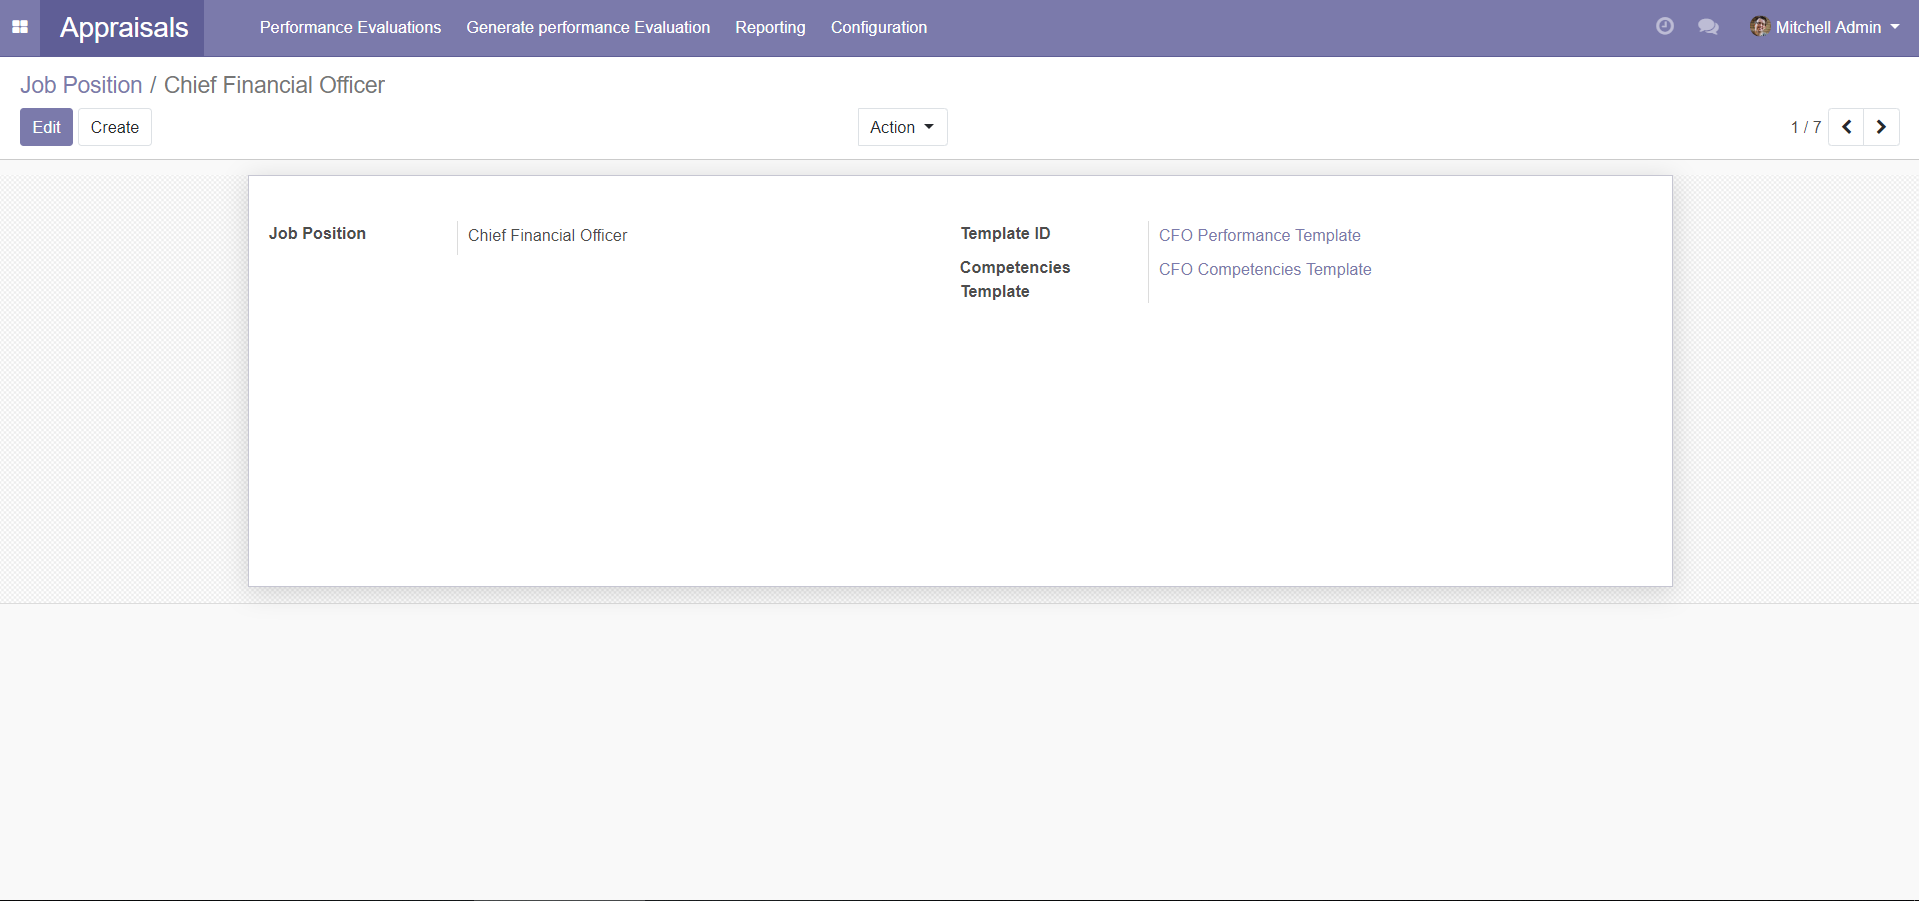 Appraisals Performance Evaluations Generate performance Evaluation Reporting Configuration Mitchell Admin
Job Position / Chief Financial Officer
Edit Create Action 1 / 7
Job Position Chief Financial Officer Template ID CFO Performance Template
Competencies CFO Competencies Template
Template